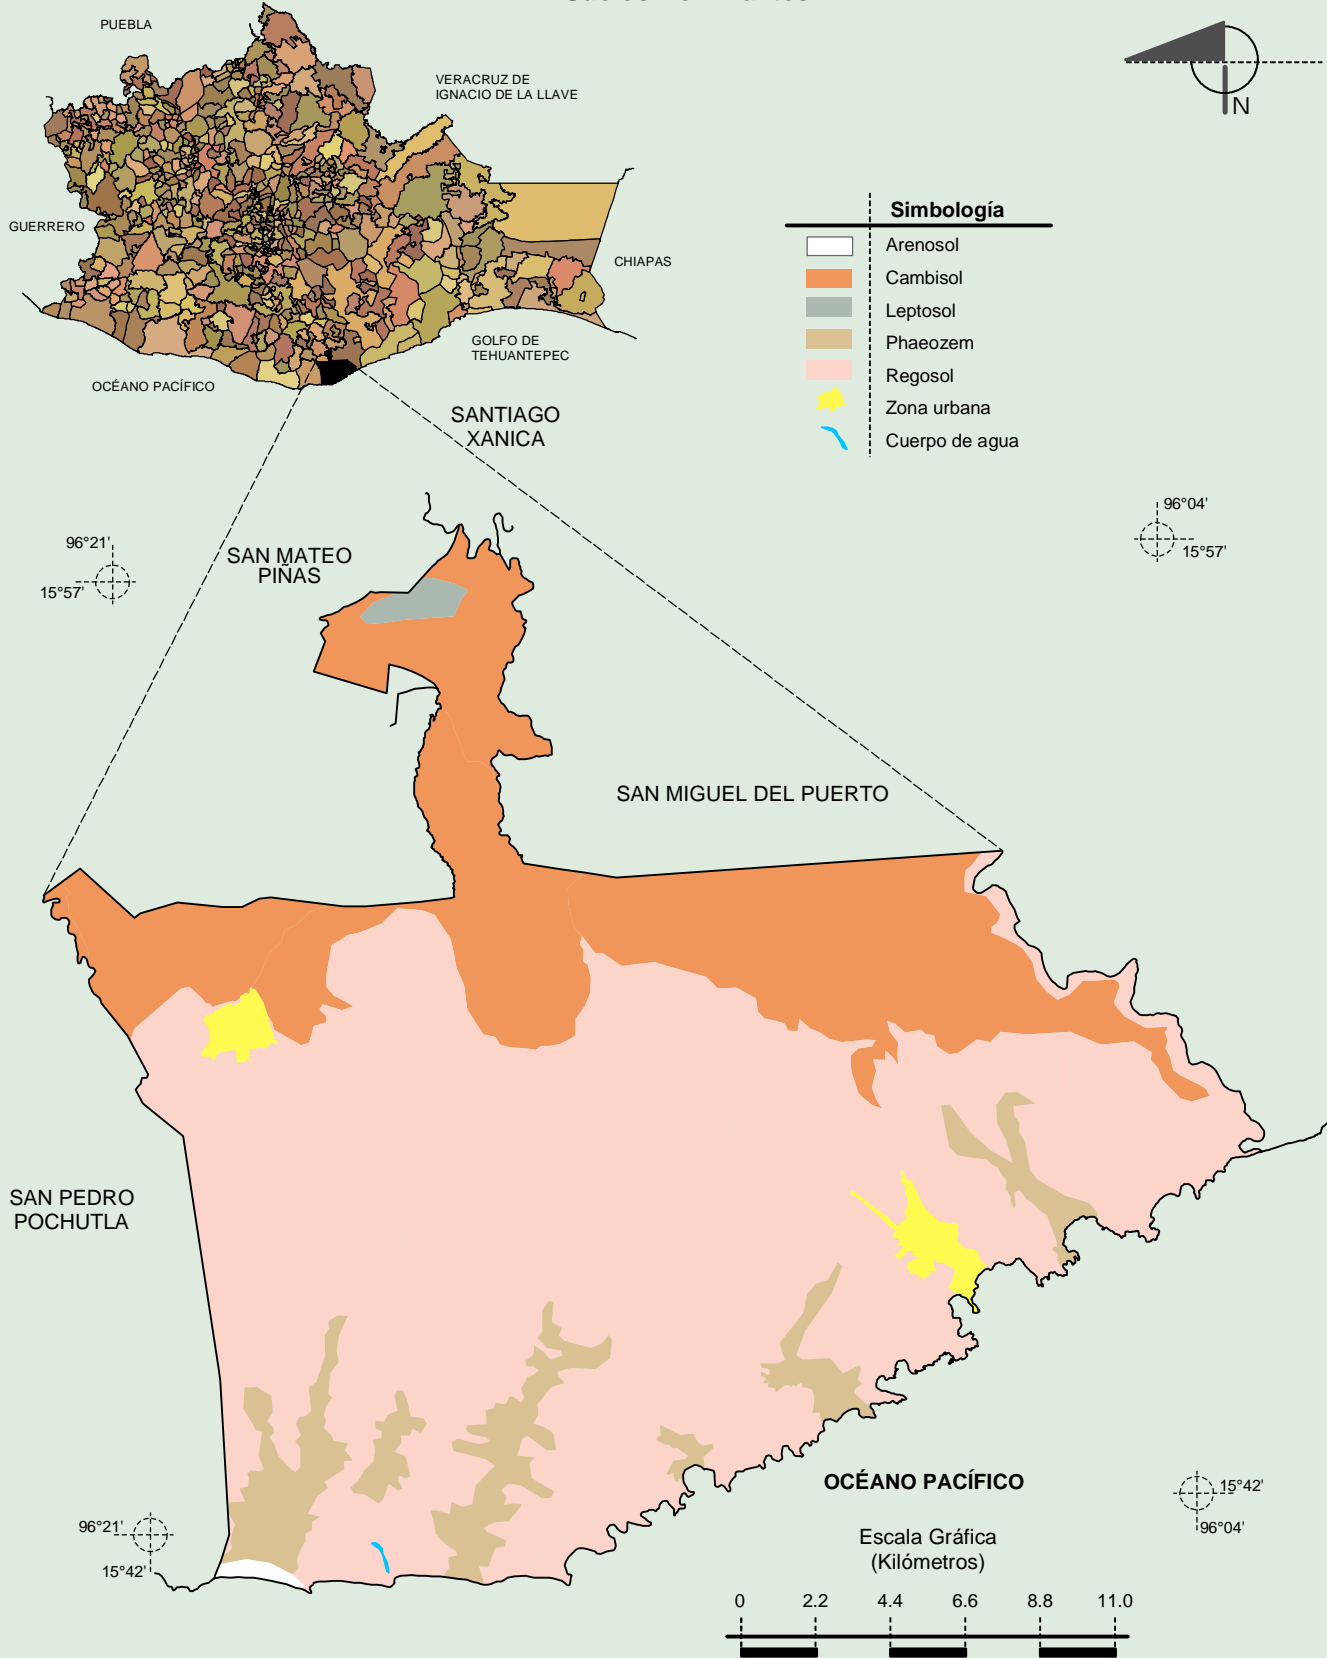 PUEBLA
VERACRUZ DE
IGNACIO DE LA LLAVE
N
GUERRERO
CHIAPAS
GOLFO DE
TEHUANTEPEC
OCÉANO PACÍFICO
Simbología
Arenosol
Cambisol
Leptosol
Phaeozem
Regosol
Zona urbana
Cuerpo de agua
SANTIAGO
XANICA
96°04'
15°57'
96°21'
15°57'
SAN MATEO
PIÑAS
SAN MIGUEL DEL PUERTO
SAN PEDRO
POCHUTLA
OCÉANO PACÍFICO
15°42'
96°04'
96°21'
15°42'
Escala Gráfica
(Kilómetros)
0 2.2 4.4 6.6 8.8 11.0